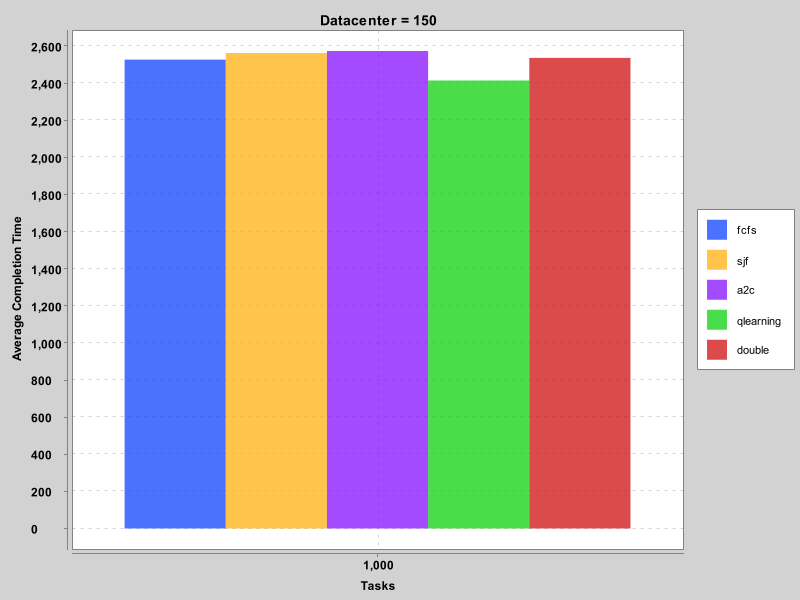 Datacenter = 150
2,600
2,400
2,200
2,000
1,800
1,600
1,400
1,200
1,000
800
600
400
200
0
Average Completion Time
1,000
Tasks
fcfs
sjf
a2c
qlearning
double